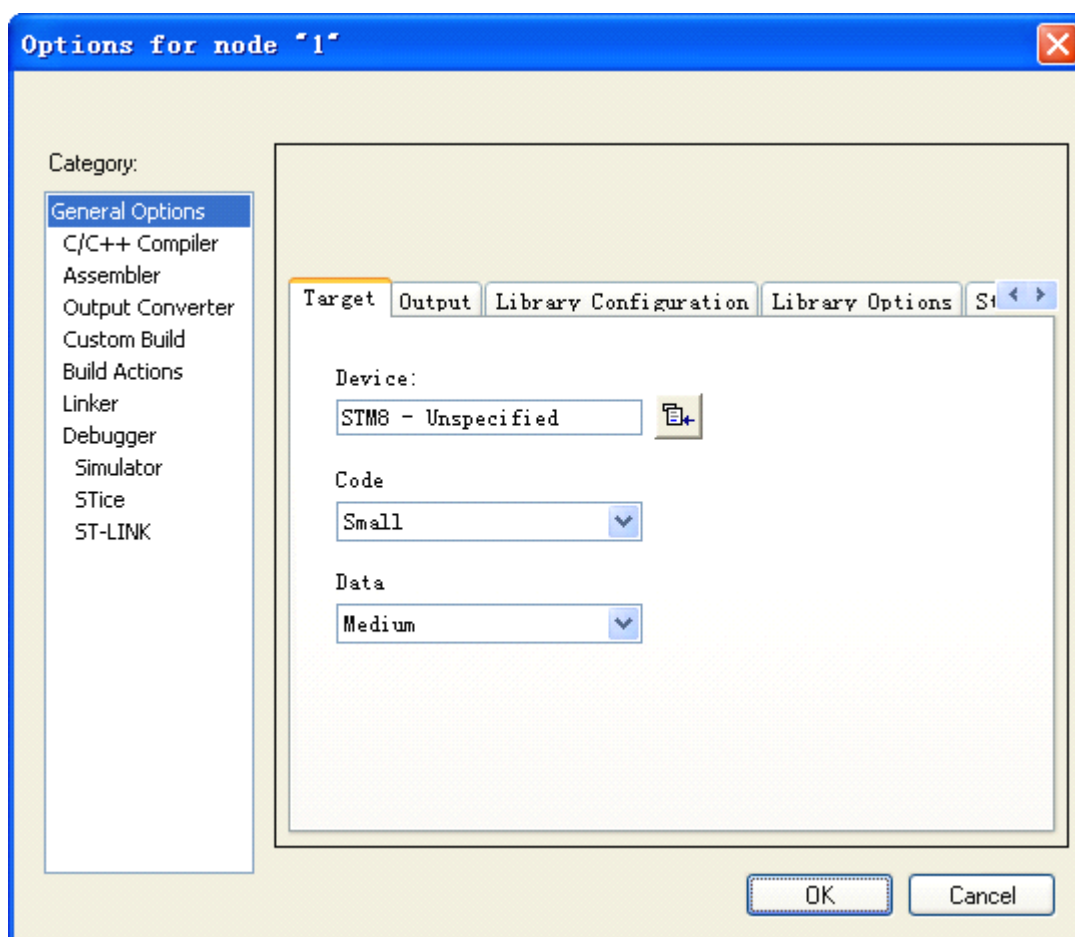 Options for node "1"
Category:
General Options
C/C++ Compiler
Assembler
Output Converter
Custom Build
Build Actions
Linker
Debugger
Simulator
STice
ST-LINK
Target Output Library Configuration Library Options St
Device:
STM8 - Unspecified
Code
Small
Data
Medium
OK Cancel